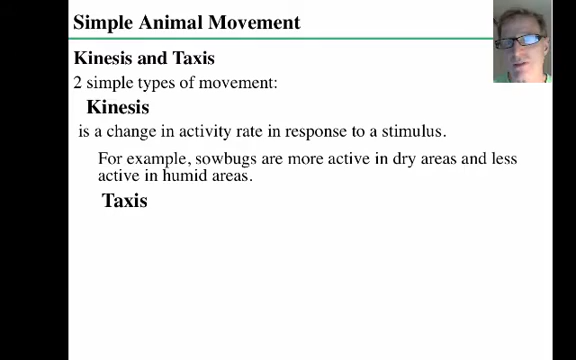 Simple Animal Movement
Kinesis and Taxis
2 simple types of movement:
Kinesis
is a change in activity rate in response to a stimulus.
For example, sowbugs are more active in dry areas and less
active in humid areas.
Taxis